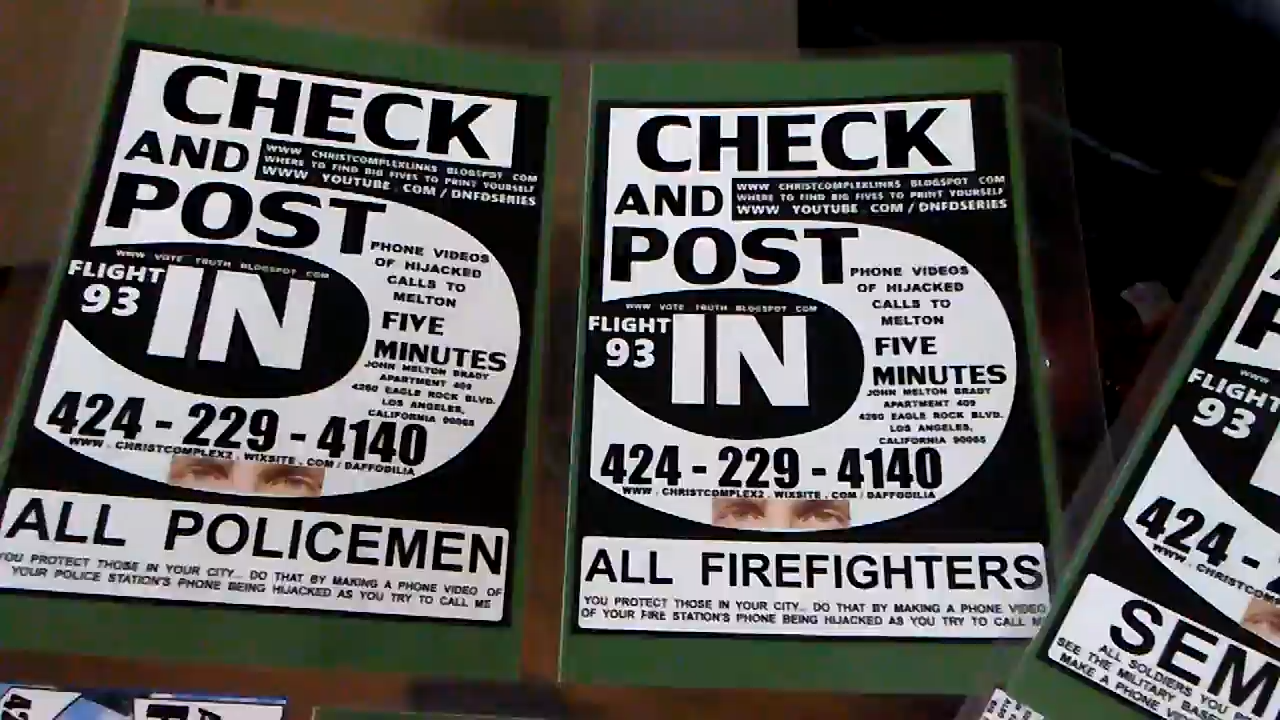 CHECK
AND
WWW CHRISTCOMPLEXLINKS BLOGSPOT COM
WHERE TO FIND BIG FIVES TO PRINT YOURSELF
WWW . YOUTUBE . COM / DNFDSERIES
POST
PHONE VIDEOS
OF HIJACKED
CALLS TO
MELTON
WWW VOTE TRUTH BLOGSPOT COM
FLIGHT
93
IN
FIVE
MINUTES
JOHN MELTON BRADY
APARTMENT 409
4260 EAGLE ROCK BLVD.
LOS ANGELES,
CALIFORNIA 90065
424 - 229 - 4140
WWW . CHRISTCOMPLEX2 . WIXSITE . COM / DAFFODILIA
ALL POLICEMEN
YOU PROTECT THOSE IN YOUR CITY... DO THAT BY MAKING A PHONE VIDEO OF
YOUR POLICE STATION'S PHONE BEING HIJACKED AS YOU TRY TO CALL ME
CHECK
AND
WWW CHRISTCOMPLEXLINKS BLOGSPOT COM
WHERE TO FIND BIG FIVES TO PRINT YOURSELF
WWW YOUTUBE . COM / DNFDSERIES
POST
PHONE VIDEOS
OF HIJACKED
CALLS TO
MELTON
WWW VOTE TRUTH BLOGSPOT COM
FLIGHT
93
IN
FIVE
MINUTES
JOHN MELTON BRADY
APARTMENT 409
4260 EAGLE ROCK BLVD.
LOS ANGELES,
CALIFORNIA 90065
424 - 229 - 4140
WWW . CHRISTCOMPLEX2 . WIXSITE . COM / DAFFODILIA
ALL FIREFIGHTERS
YOU PROTECT THOSE IN YOUR CITY... DO THAT BY MAKING A PHONE VIDEO
OF YOUR FIRE STATION'S PHONE BEING HIJACKED AS YOU TRY TO CALL M
WWW
FLIGHT
93
424 -
WWW . CHRISTCOM
SEM
ALL SOLDIERS YOU
SEE THE MILITARY BAS
MAKE A PHONE V